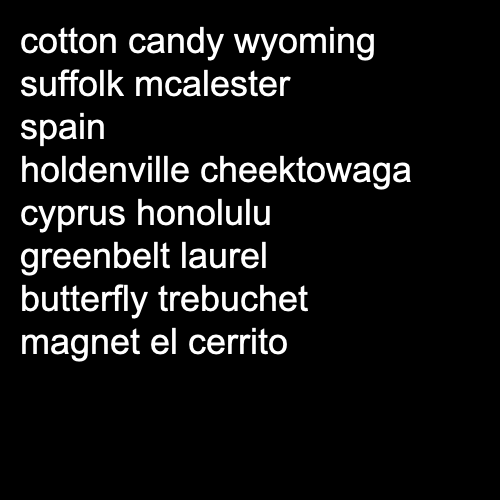 cotton candy wyoming
suffolk mcalester
spain
holdenville cheektowaga
cyprus honolulu
greenbelt laurel
butterfly trebuchet
magnet el cerrito